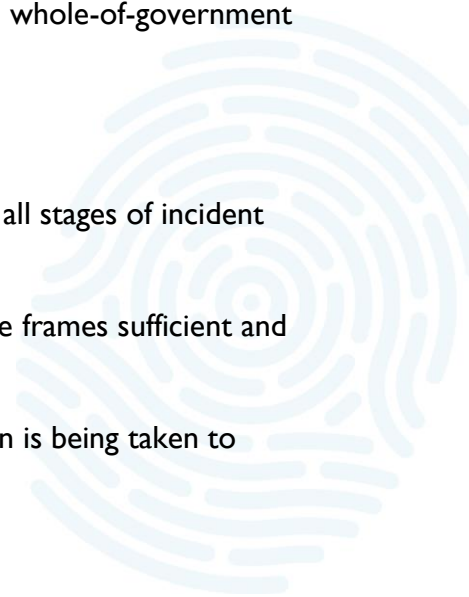 whole-of-government
all stages of incident
e frames sufficient and
n is being taken to